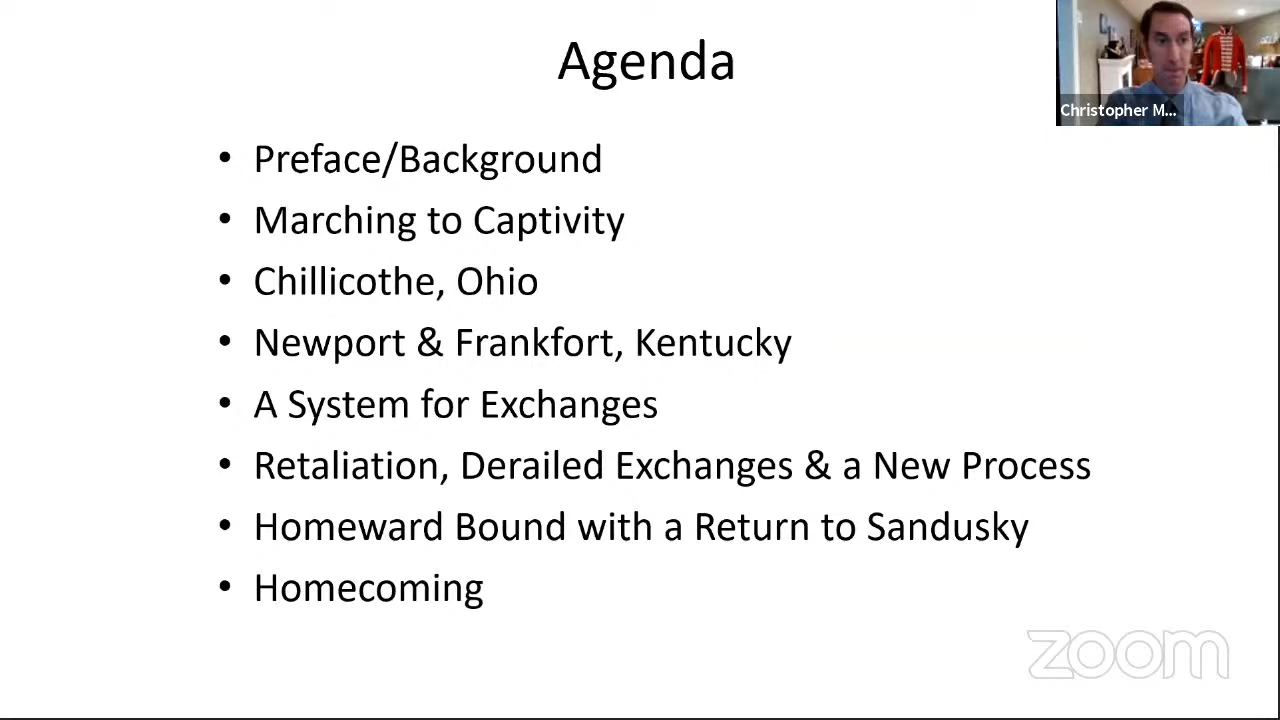 Agenda
Christopher M...
• Preface/Background
• Marching to Captivity
• Chillicothe, Ohio
• Newport & Frankfort, Kentucky
• A System for Exchanges
• Retaliation, Derailed Exchanges & a New Process
• Homeward Bound with a Return to Sandusky
• Homecoming
zoom